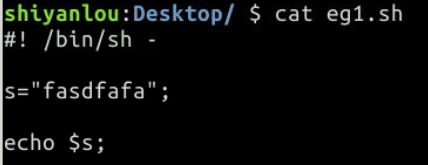 shiyanlou:Desktop/ $ cat eg1.sh
#! /bin/sh -
s="fasdfafa";
echo $s;